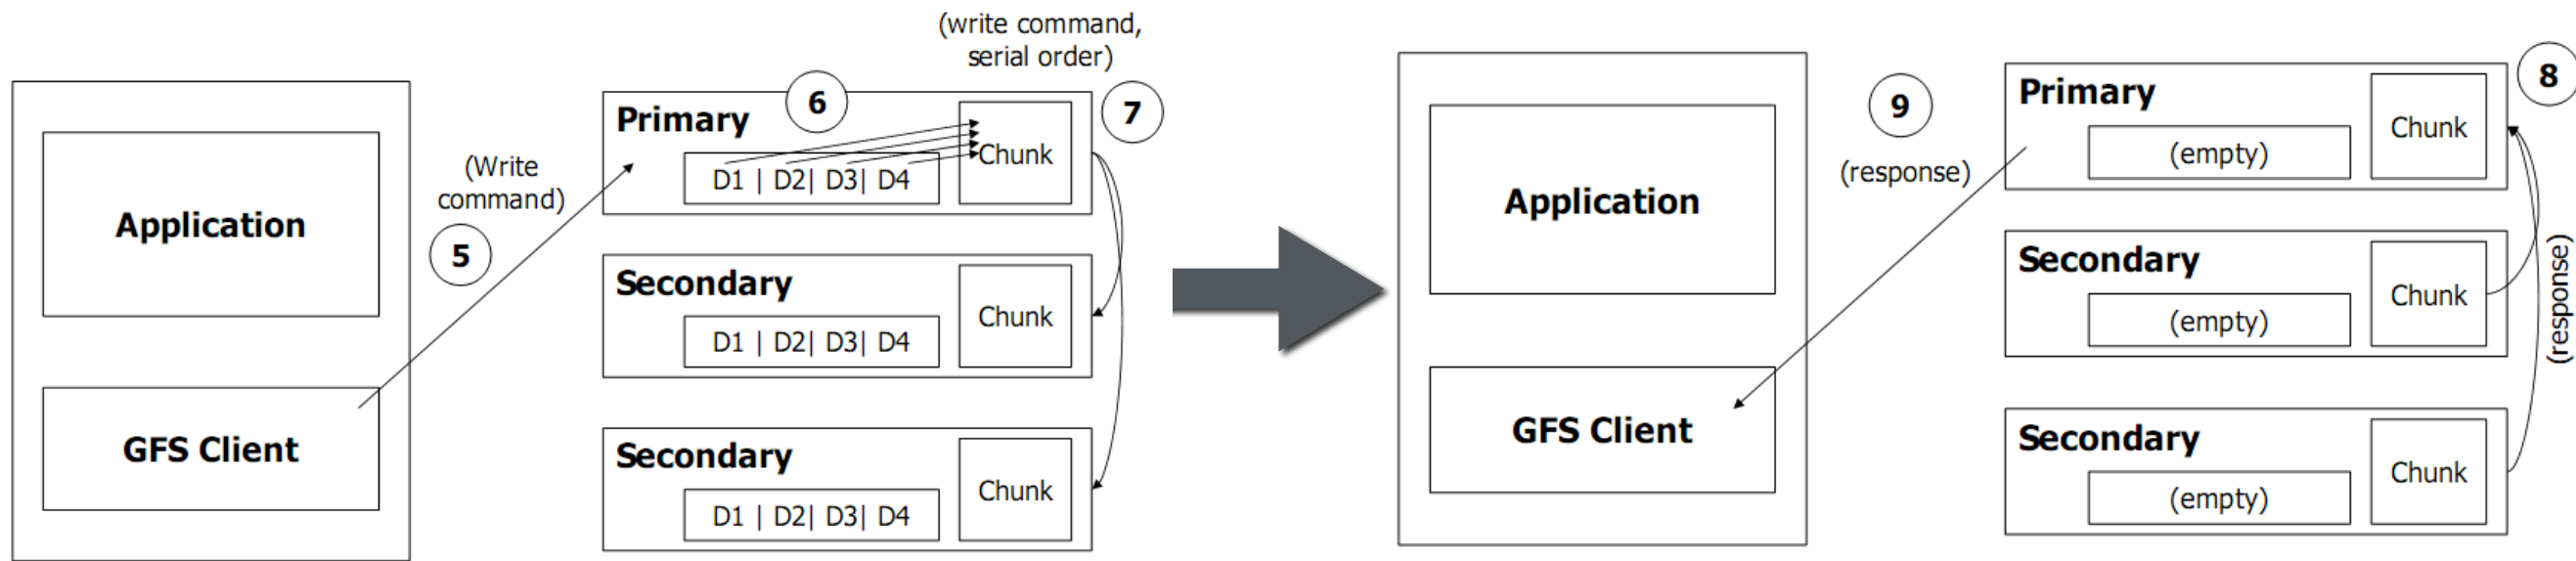 Application
GFS Client
(Write
command)
5
(write command,
serial order)
6
7
Primary
D1 | D2| D3| D4
Chunk
Secondary
D1 | D2| D3| D4
Chunk
Secondary
D1 | D2| D3| D4
Chunk
Application
GFS Client
9
(response)
8
Primary
(empty)
Chunk
Secondary
(empty)
Chunk
Secondary
(empty)
Chunk
(response)